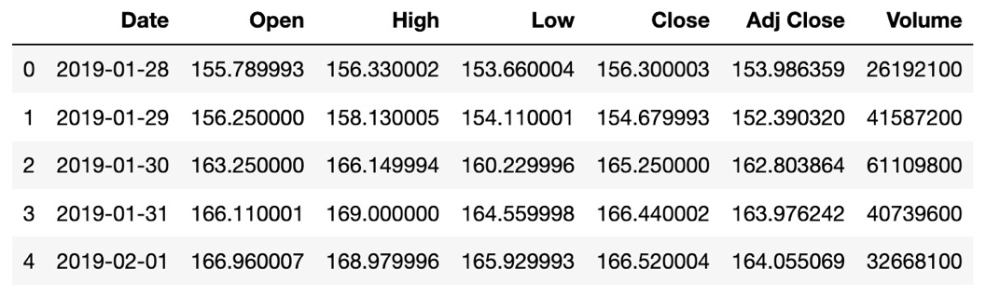 Date Open High Low Close Adj Close Volume
0 2019-01-28 155.789993 156.330002 153.660004 156.300003 153.986359 26192100
1 2019-01-29 156.250000 158.130005 154.110001 154.679993 152.390320 41587200
2 2019-01-30 163.250000 166.149994 160.229996 165.250000 162.803864 61109800
3 2019-01-31 166.110001 169.000000 164.559998 166.440002 163.976242 40739600
4 2019-02-01 166.960007 168.979996 165.929993 166.520004 164.055069 32668100